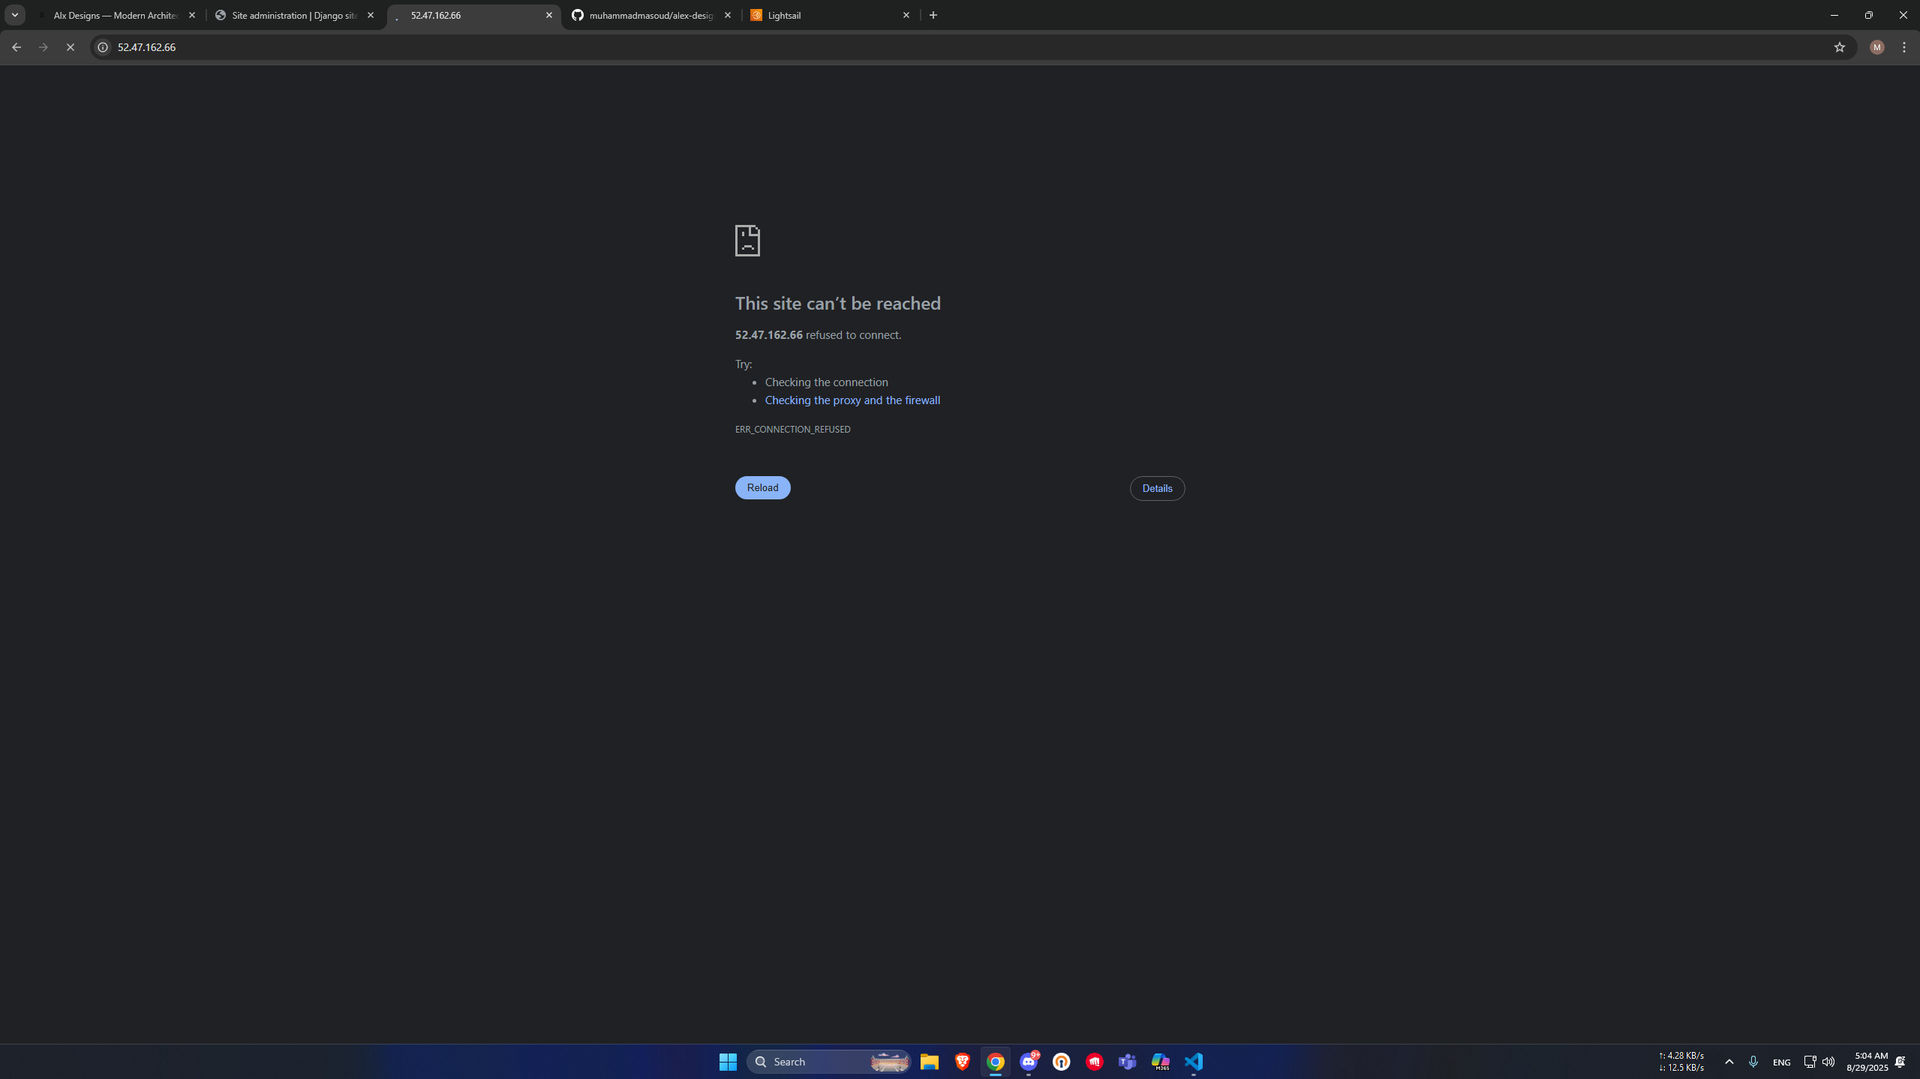 Alx Designs — Modern Architec
Site administration | Django site
52.47.162.66
muhammadmasoud/alex-desig
Lightsail
52.47.162.66
M
This site can't be reached
52.47.162.66 refused to connect.
Try:
• Checking the connection
• Checking the proxy and the firewall
ERR_CONNECTION_REFUSED
Reload
Details
Search
9+
M365
↑: 4.28 KB/s
↓: 12.5 KB/s
ENG
5:04 AM
8/29/2025